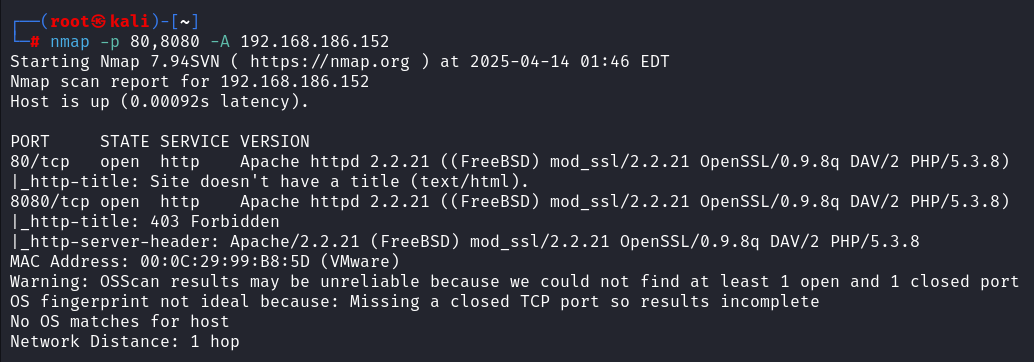 ┌──(root㉿kali)-[~]
└─# nmap -p 80,8080 -A 192.168.186.152
Starting Nmap 7.94SVN ( https://nmap.org ) at 2025-04-14 01:46 EDT
Nmap scan report for 192.168.186.152
Host is up (0.00092s latency).

PORT     STATE SERVICE VERSION
80/tcp   open  http    Apache httpd 2.2.21 ((FreeBSD) mod_ssl/2.2.21 OpenSSL/0.9.8q DAV/2 PHP/5.3.8)
|_http-title: Site doesn't have a title (text/html).
8080/tcp open  http    Apache httpd 2.2.21 ((FreeBSD) mod_ssl/2.2.21 OpenSSL/0.9.8q DAV/2 PHP/5.3.8)
|_http-title: 403 Forbidden
|_http-server-header: Apache/2.2.21 (FreeBSD) mod_ssl/2.2.21 OpenSSL/0.9.8q DAV/2 PHP/5.3.8
MAC Address: 00:0C:29:99:B8:5D (VMware)
Warning: OSScan results may be unreliable because we could not find at least 1 open and 1 closed port
OS fingerprint not ideal because: Missing a closed TCP port so results incomplete
No OS matches for host
Network Distance: 1 hop